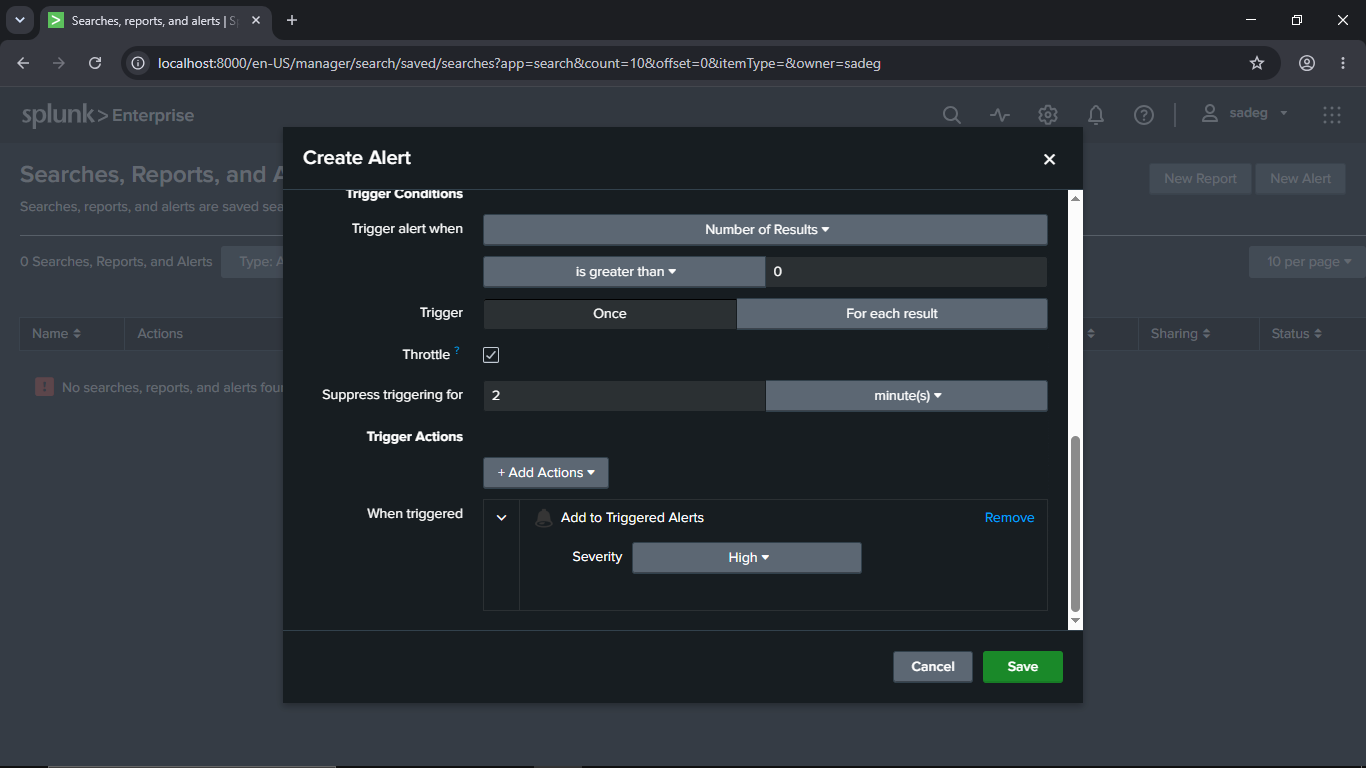 Searches, reports, and alerts | S
localhost:8000/en-US/manager/search/saved/searches?app=search&count=10&offset=0&itemType=&owner=sadeg
splunk> Enterprise
sadeg
Create Alert
Searches, Reports, and A
New Report
New Alert
Searches, reports, and alerts are saved sea
Trigger Conditions
Trigger alert when
Number of Results
0 Searches, Reports, and Alerts
Type: A
10 per page
is greater than
0
Trigger
Once
For each result
Name
Actions
Sharing
Status
Throttle ?
No searches, reports, and alerts four
Suppress triggering for
2
minute(s)
Trigger Actions
+ Add Actions
When triggered
Add to Triggered Alerts
Remove
Severity
High
Cancel
Save